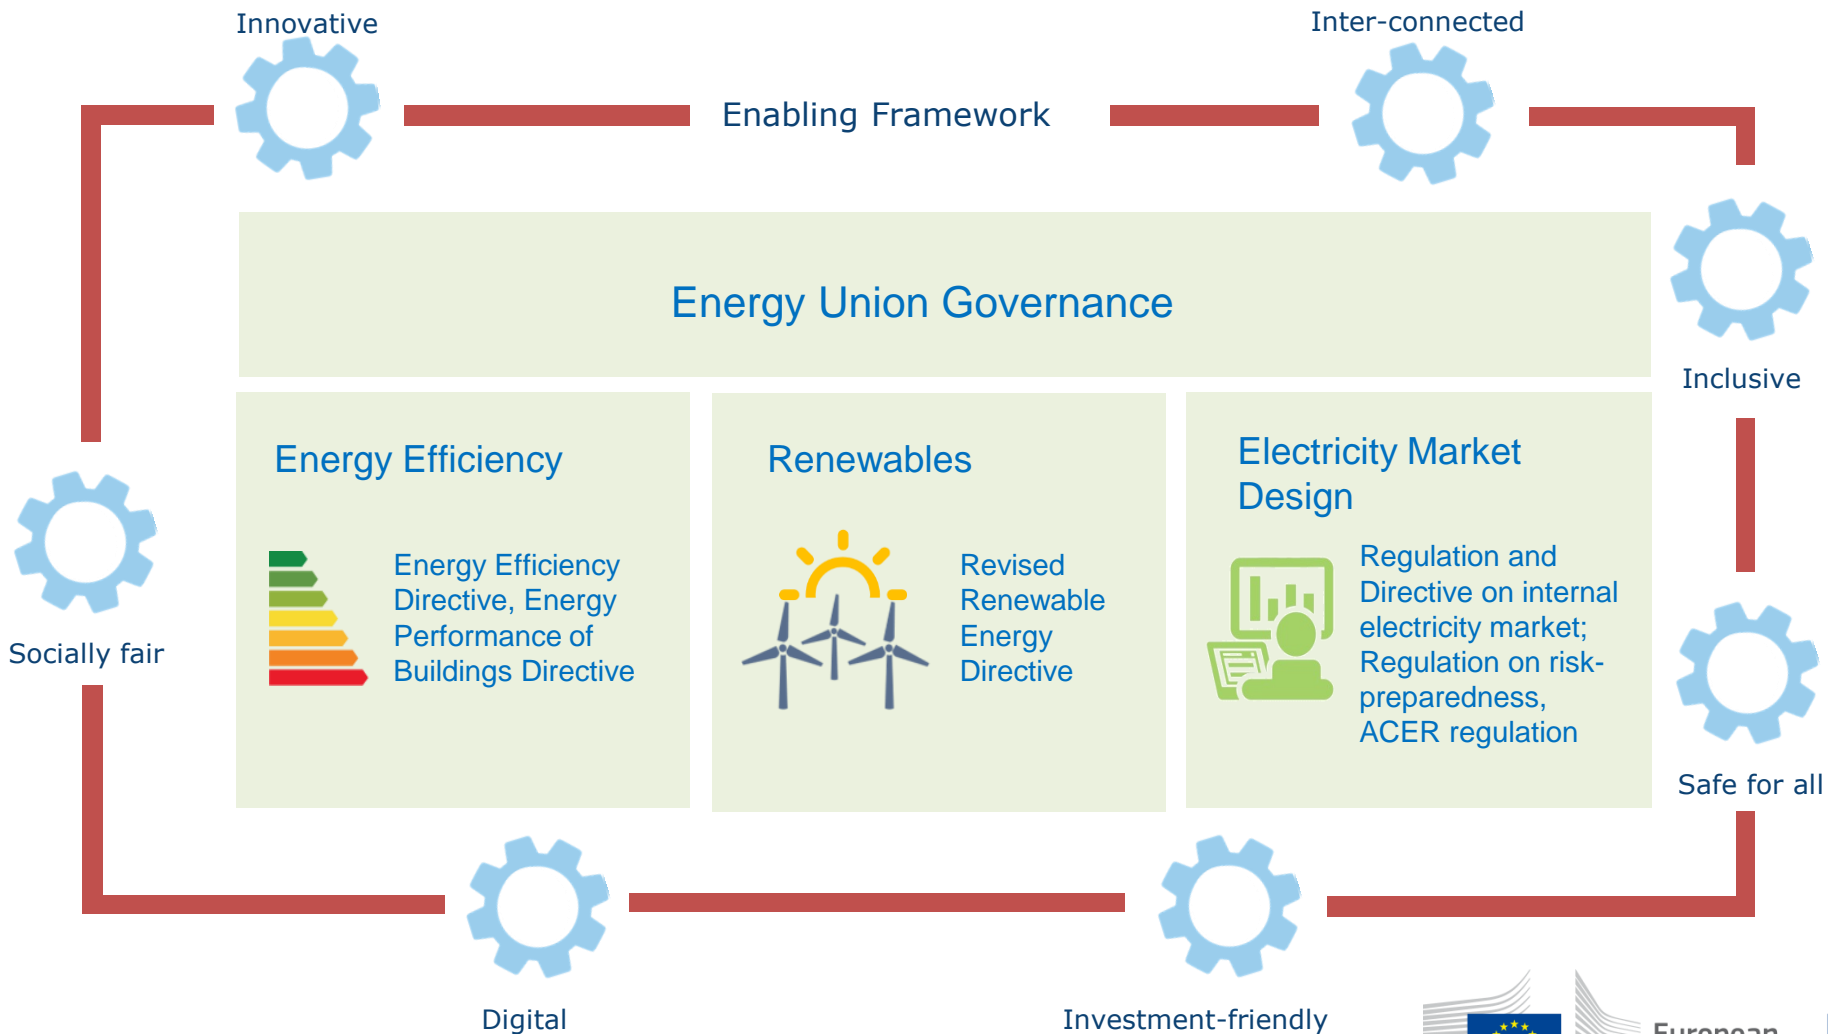 Innovative
Inter-connected
Enabling Framework
Energy Union Governance
Inclusive
Energy Efficiency
Energy Efficiency
Directive, Energy
Performance of
Buildings Directive
Renewables
Revised
Renewable
Energy
Directive
Electricity Market
Design
Regulation and
Directive on internal
electricity market;
Regulation on risk-
preparedness,
ACER regulation
Socially fair
Safe for all
Digital
Investment-friendly
European